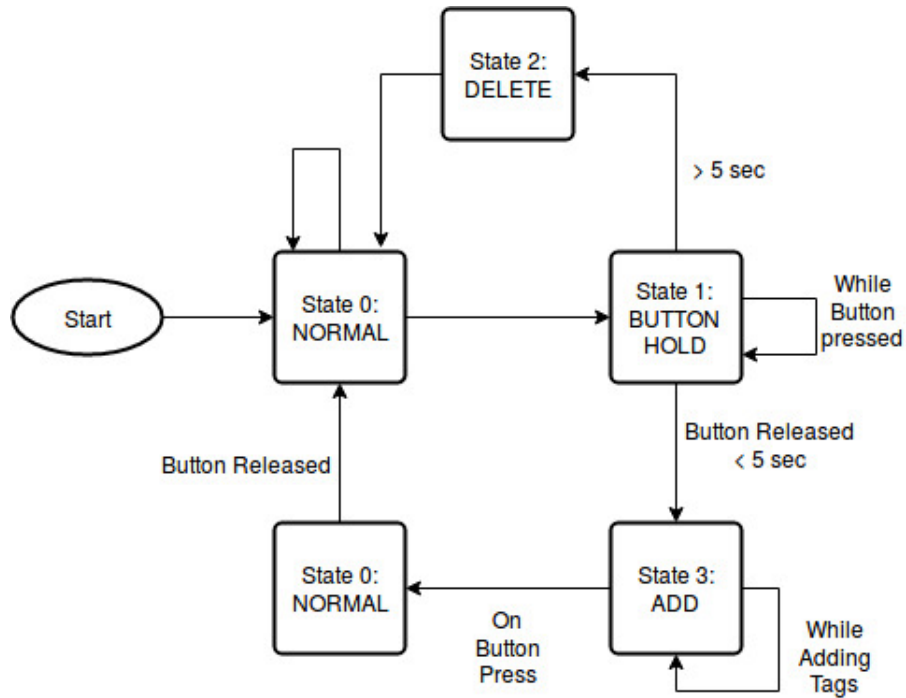 State 2:
DELETE
> 5 sec
Start
State 0:
NORMAL
State 1:
BUTTON
HOLD
While
Button
pressed
Button Released
Button Released
< 5 sec
State 0:
NORMAL
On
Button
Press
State 3:
ADD
While
Adding
Tags